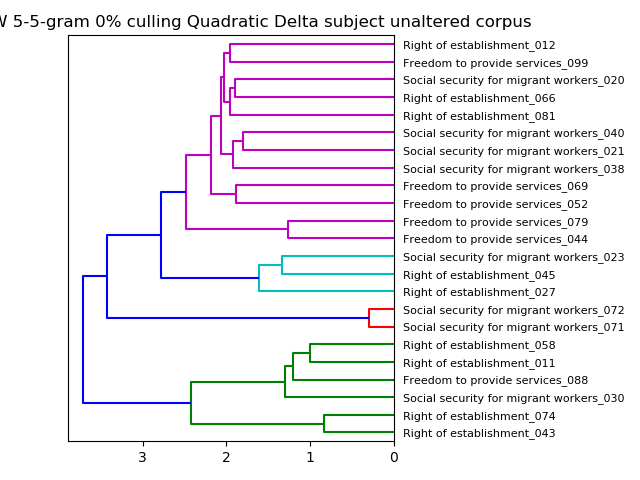 5-5-gram 0% culling Quadratic Delta subject unaltered corpus
Right of establishment_012
Freedom to provide services_099
Social security for migrant workers_020
Right of establishment_066
Right of establishment_081
Social security for migrant workers_040
Social security for migrant workers_021
Social security for migrant workers_038
Freedom to provide services_069
Freedom to provide services_052
Freedom to provide services_079
Freedom to provide services_044
Social security for migrant workers_023
Right of establishment_045
Right of establishment_027
Social security for migrant workers_072
Social security for migrant workers_071
Right of establishment_058
Right of establishment_011
Freedom to provide services_088
Social security for migrant workers_030
Right of establishment_074
Right of establishment_043
3 2 1 0